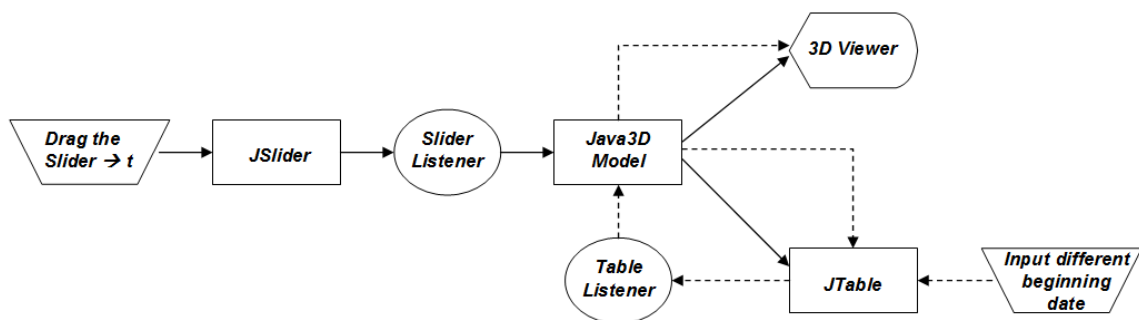 3D Viewer
Drag the
Slider → t
JSlider
Slider
Listener
Java3D
Model
Table
Listener
JTable
Input different
beginning
date